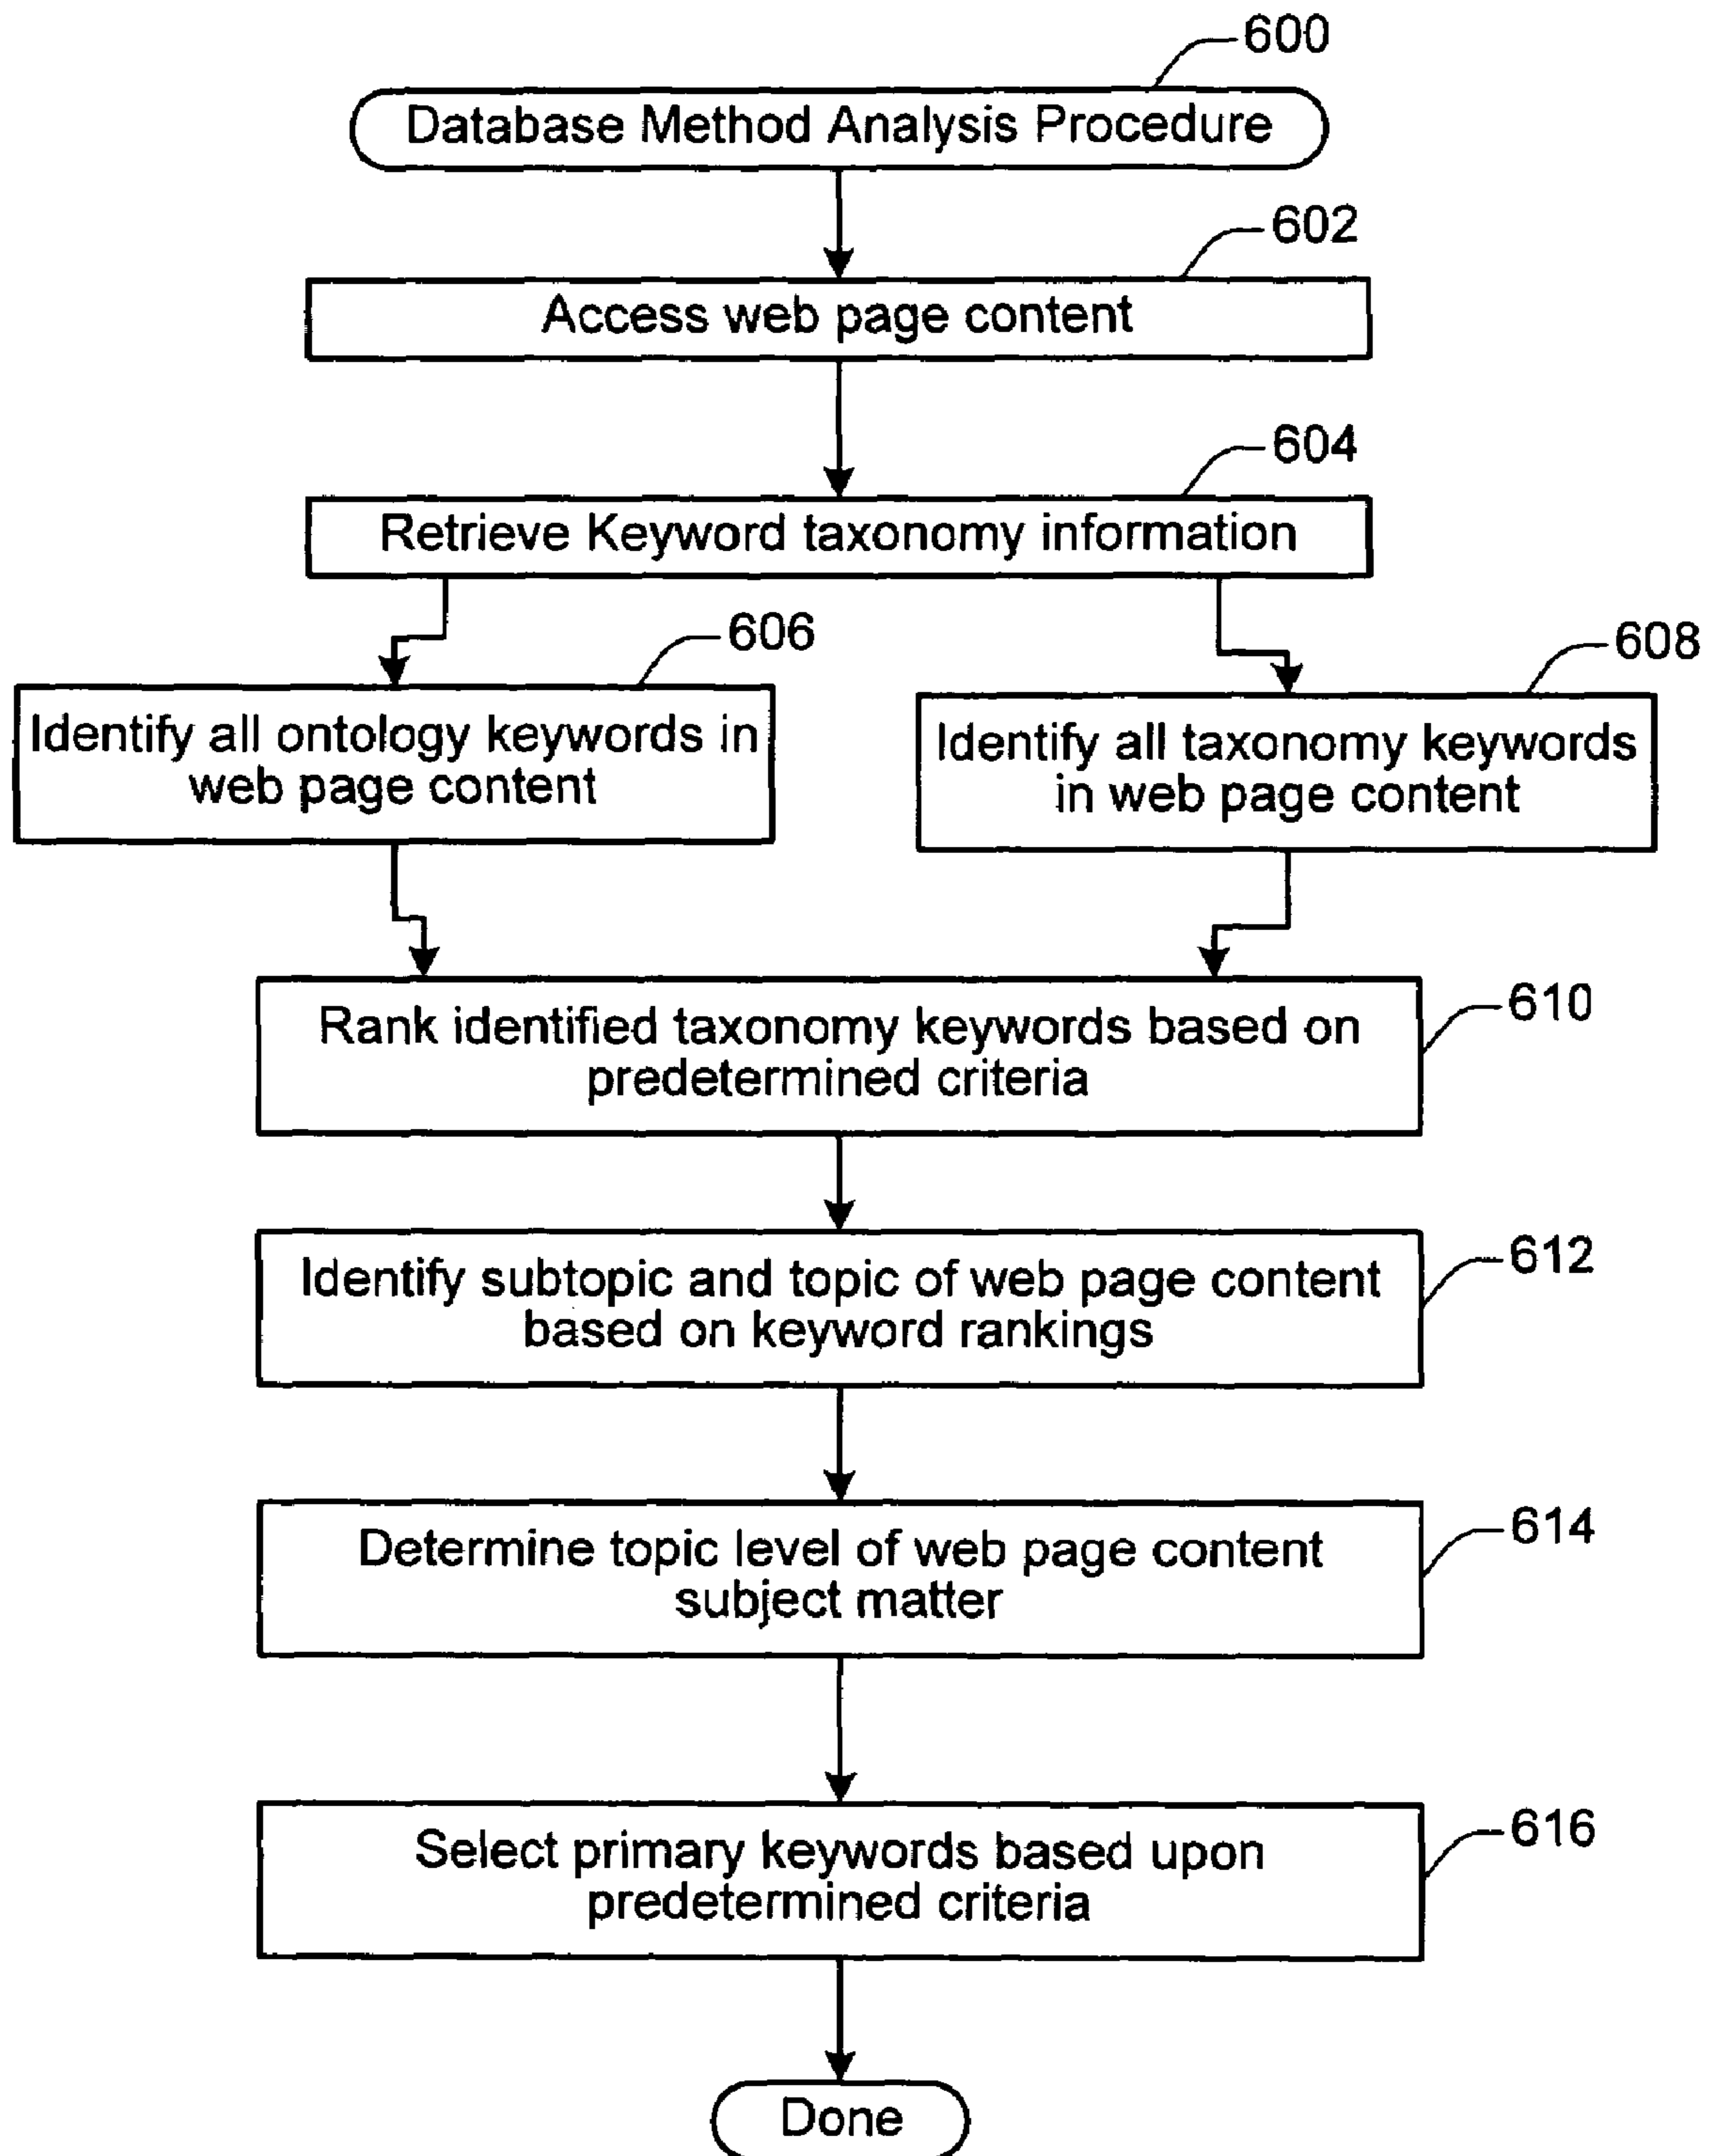 600
Database Method Analysis Procedure
602
Access web page content
604
Retrieve Keyword taxonomy information
606
Identify all ontology keywords in
web page content
608
Identify all taxonomy keywords
in web page content
610
Rank identified taxonomy keywords based on
predetermined criteria
612
Identify subtopic and topic of web page content
based on keyword rankings
614
Determine topic level of web page content
subject matter
616
Select primary keywords based upon
predetermined criteria
Done